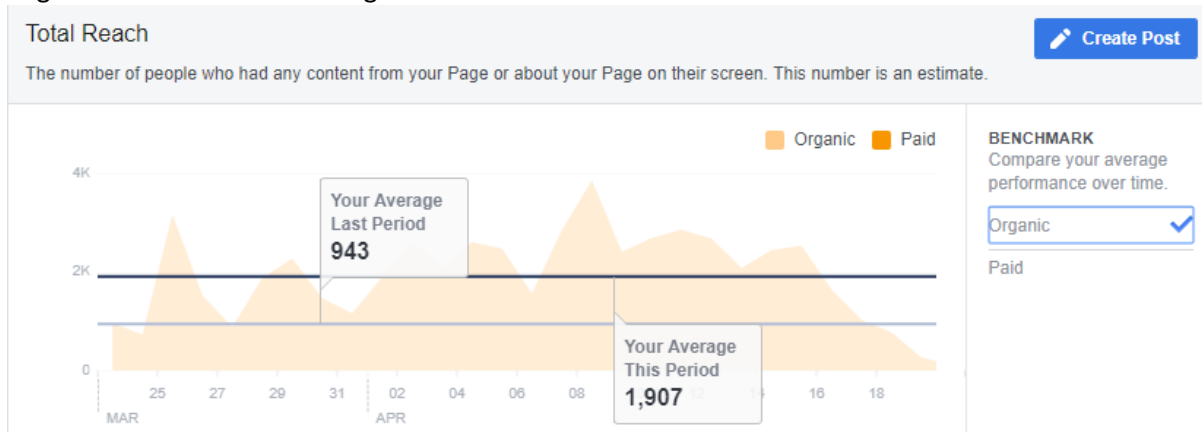 Total Reach
Create Post
The number of people who had any content from your Page or about your Page on their screen. This number is an estimate.
Organic Paid
BENCHMARK
Compare your average
performance over time.
Organic
Paid
4K
2K
0
Your Average
Last Period
943
Your Average
This Period
1,907
25 27 29 31 02 04 06 08 12 16 18
MAR APR